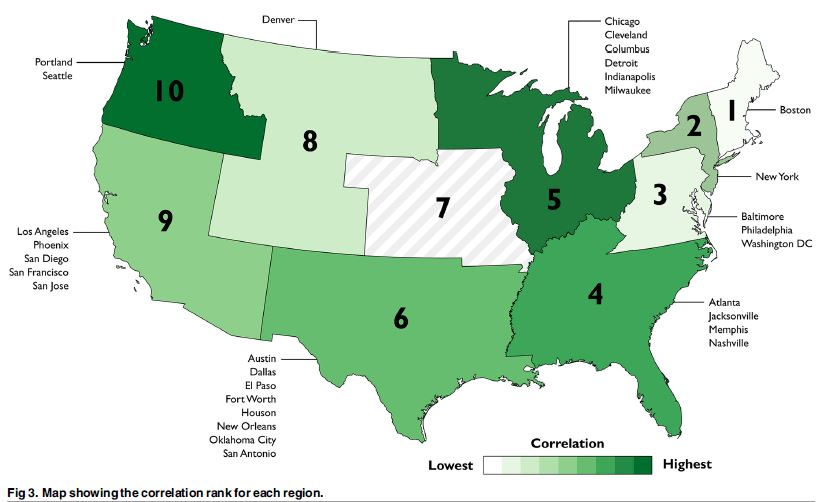 Denver
Chicago
Cleveland
Columbus
Detroit
Indianapolis
Milwaukee
Portland
Seattle
10
8
7
5
2
1
Boston
3
New York
Baltimore
Philadelphia
Washington DC
9
Los Angeles
Phoenix
San Diego
San Francisco
San Jose
6
4
Atlanta
Jacksonville
Memphis
Nashville
Austin
Dallas
El Paso
Fort Worth
Houson
New Orleans
Oklahoma City
San Antonio
Correlation
Lowest
Highest
Fig 3. Map showing the correlation rank for each region.